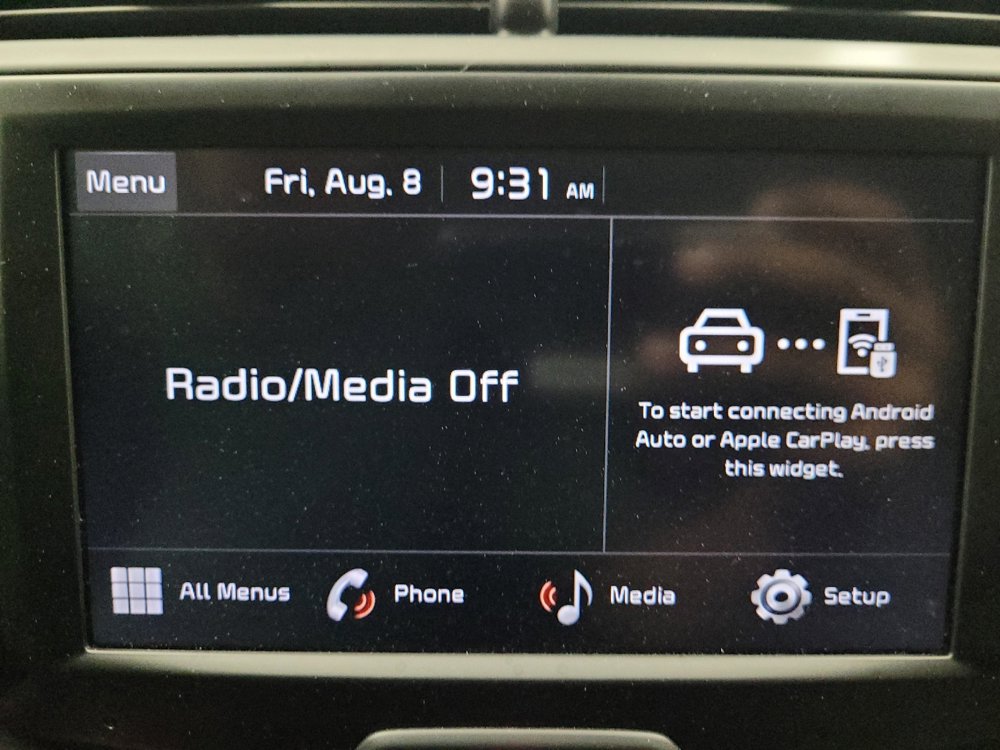 Menu Fri, Aug. 8 9:31 AM
Radio/Media Off
To start connecting Android
Auto or Apple CarPlay, press
this widget.
All Menus Phone Media Setup